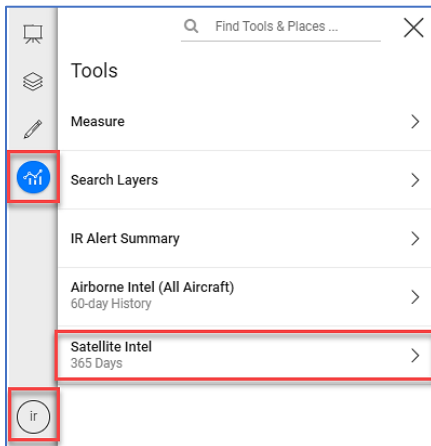 Find Tools & Places ...
Tools
Measure
Search Layers
IR Alert Summary
Airborne Intel (All Aircraft)
60-day History
Satellite Intel
365 Days
ir